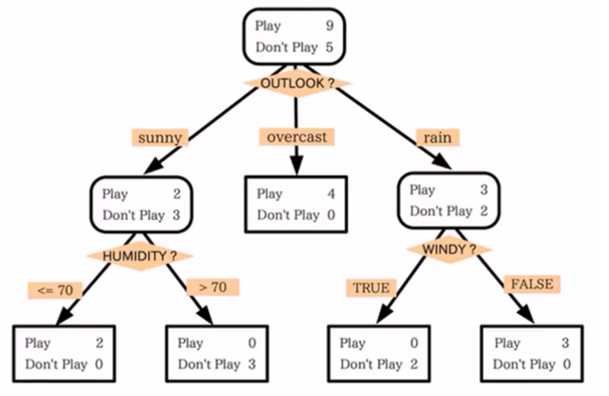 Play 9
Don't Play 5
OUTLOOK ?
sunny
overcast
rain
Play 2
Don't Play 3
Play 4
Don't Play 0
Play 3
Don't Play 2
HUMIDITY ?
WINDY ?
<= 70
> 70
TRUE
FALSE
Play 2
Don't Play 0
Play 0
Don't Play 3
Play 0
Don't Play 2
Play 3
Don't Play 0